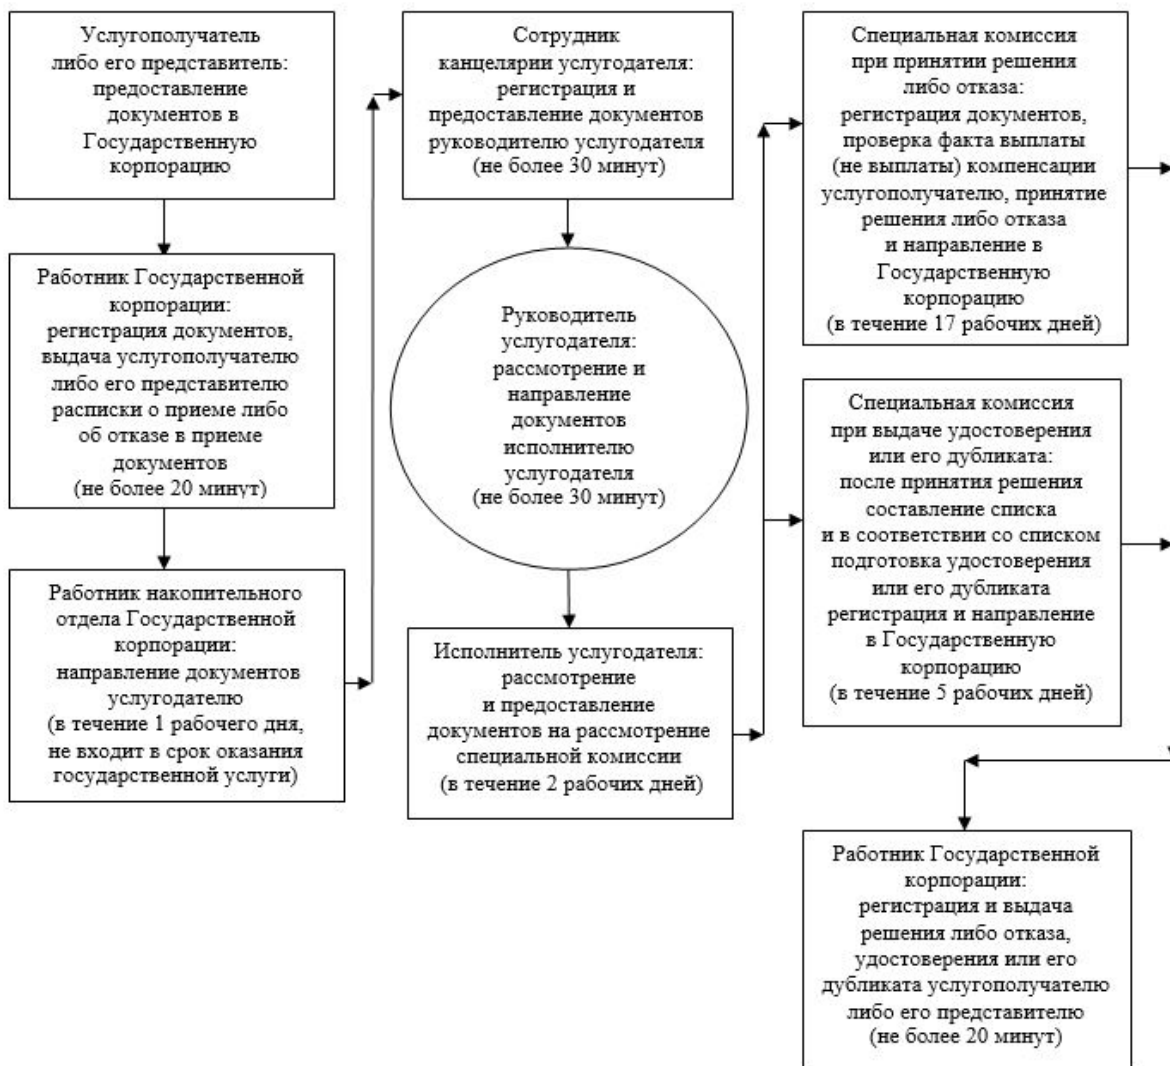 Услугополучатель
либо его представитель:
предоставление
документов в
Государственную
корпорацию
Работник Государственной
корпорации:
регистрация документов,
выдача услугополучателю
либо его представителю
расписки о приеме либо
об отказе в приеме
документов
(не более 20 минут)
Работник накопительного
отдела Государственной
корпорации:
направление документов
услугодателю
(в течение 1 рабочего дня,
не входит в срок оказания
государственной услуги)
Сотрудник
канцелярии услугодателя:
регистрация и
предоставление документов
руководителю услугодателя
(не более 30 минут)
Руководитель
услугодателя:
рассмотрение и
направление
документов
исполнителю
услугодателя
(не более 30 минут)
Исполнитель услугодателя:
рассмотрение
и предоставление
документов на рассмотрение
специальной комиссии
(в течение 2 рабочих дней)
Специальная комиссия
при принятии решения
либо отказа:
регистрация документов,
проверка факта выплаты
(не выплаты) компенсации
услугополучателю, принятие
решения либо отказа
и направление в
Государственную
корпорацию
(в течение 17 рабочих дней)
Специальная комиссия
при выдаче удостоверения
или его дубликата:
после принятия решения
составление списка
и в соответствии со списком
подготовка удостоверения
или его дубликата
регистрация и направление
в Государственную
корпорацию
(в течение 5 рабочих дней)
Работник Государственной
корпорации:
регистрация и выдача
решения либо отказа,
удостоверения или его
дубликата услугополучателю
либо его представителю
(не более 20 минут)